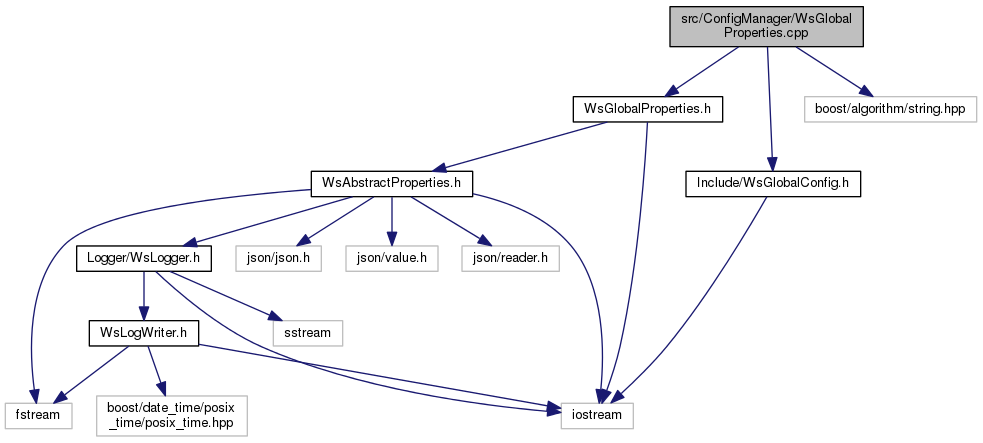 src/ConfigManager/WsGlobal
Properties.cpp
WsGlobalProperties.h
boost/algorithm/string.hpp
WsAbstractProperties.h
Include/WsGlobalConfig.h
Logger/WsLogger.h
json/json.h
json/value.h
json/reader.h
WsLogWriter.h
sstream
fstream
boost/date_time/posix
_time/posix_time.hpp
iostream